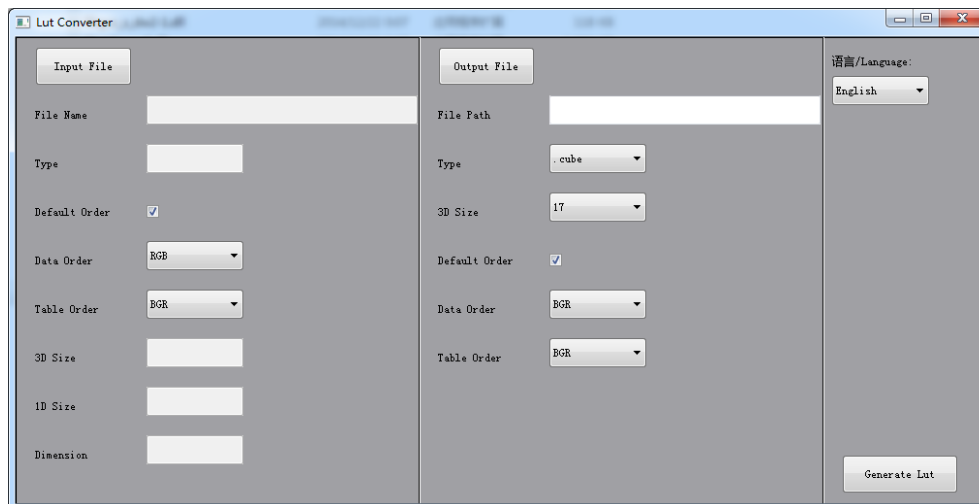 Lut Converter
Input File
File Name
Type
Default Order
Data Order
RGB
Table Order
BGR
3D Size
1D Size
Dimension
Output File
File Path
Type
.cube
3D Size
17
Default Order
Data Order
BGR
Table Order
BGR
语言/Language:
English
Generate Lut